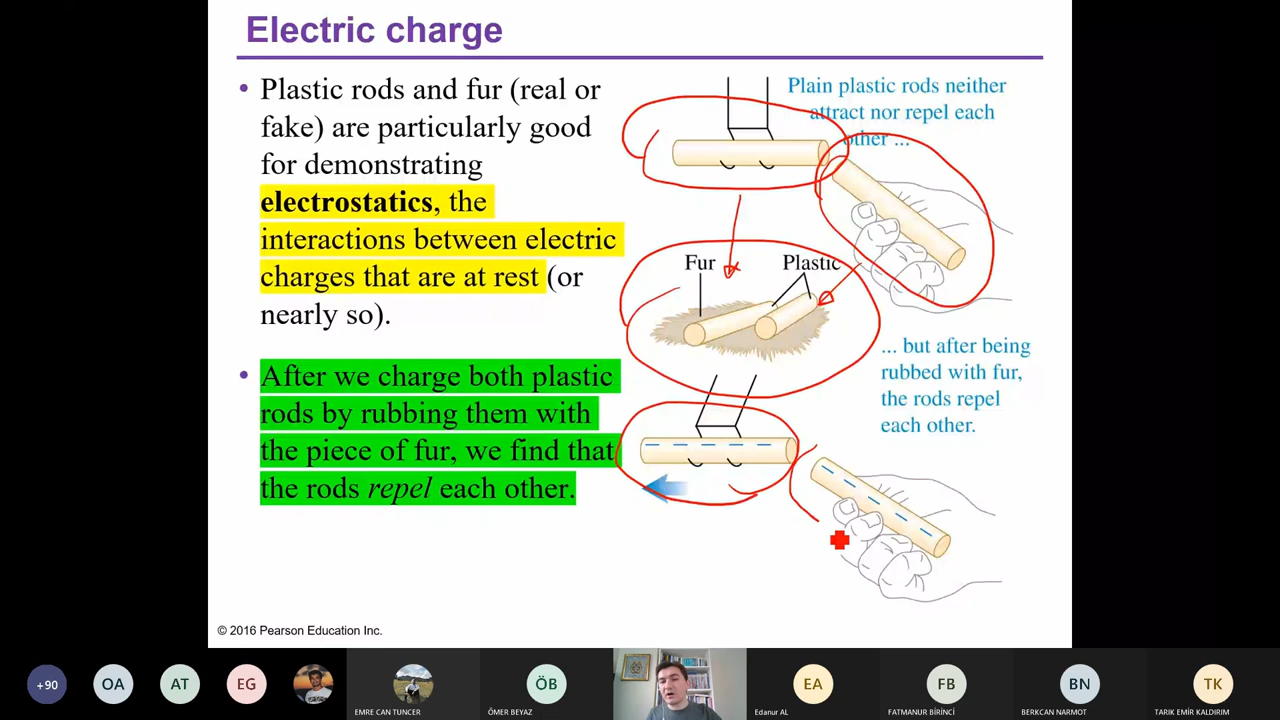 Electric charge
• Plastic rods and fur (real or
fake) are particularly good
for demonstrating
electrostatics, the
interactions between electric
charges that are at rest (or
nearly so).
• After we charge both plastic
rods by rubbing them with
the piece of fur, we find that
the rods repel each other.
Plain plastic rods neither
attract nor repel each
other ...
Fur
Plastic
... but after being
rubbed with fur,
the rods repel
each other.
© 2016 Pearson Education Inc.
+90
OA
AT
EG
EMRE CAN TUNCER
ÖB
ÖMER BEYAZ
EA
Edanur AL
FB
FATMANUR BİRİNCİ
BN
BERKCAN NARMOT
TK
TARIK EMİR KALDIRIM